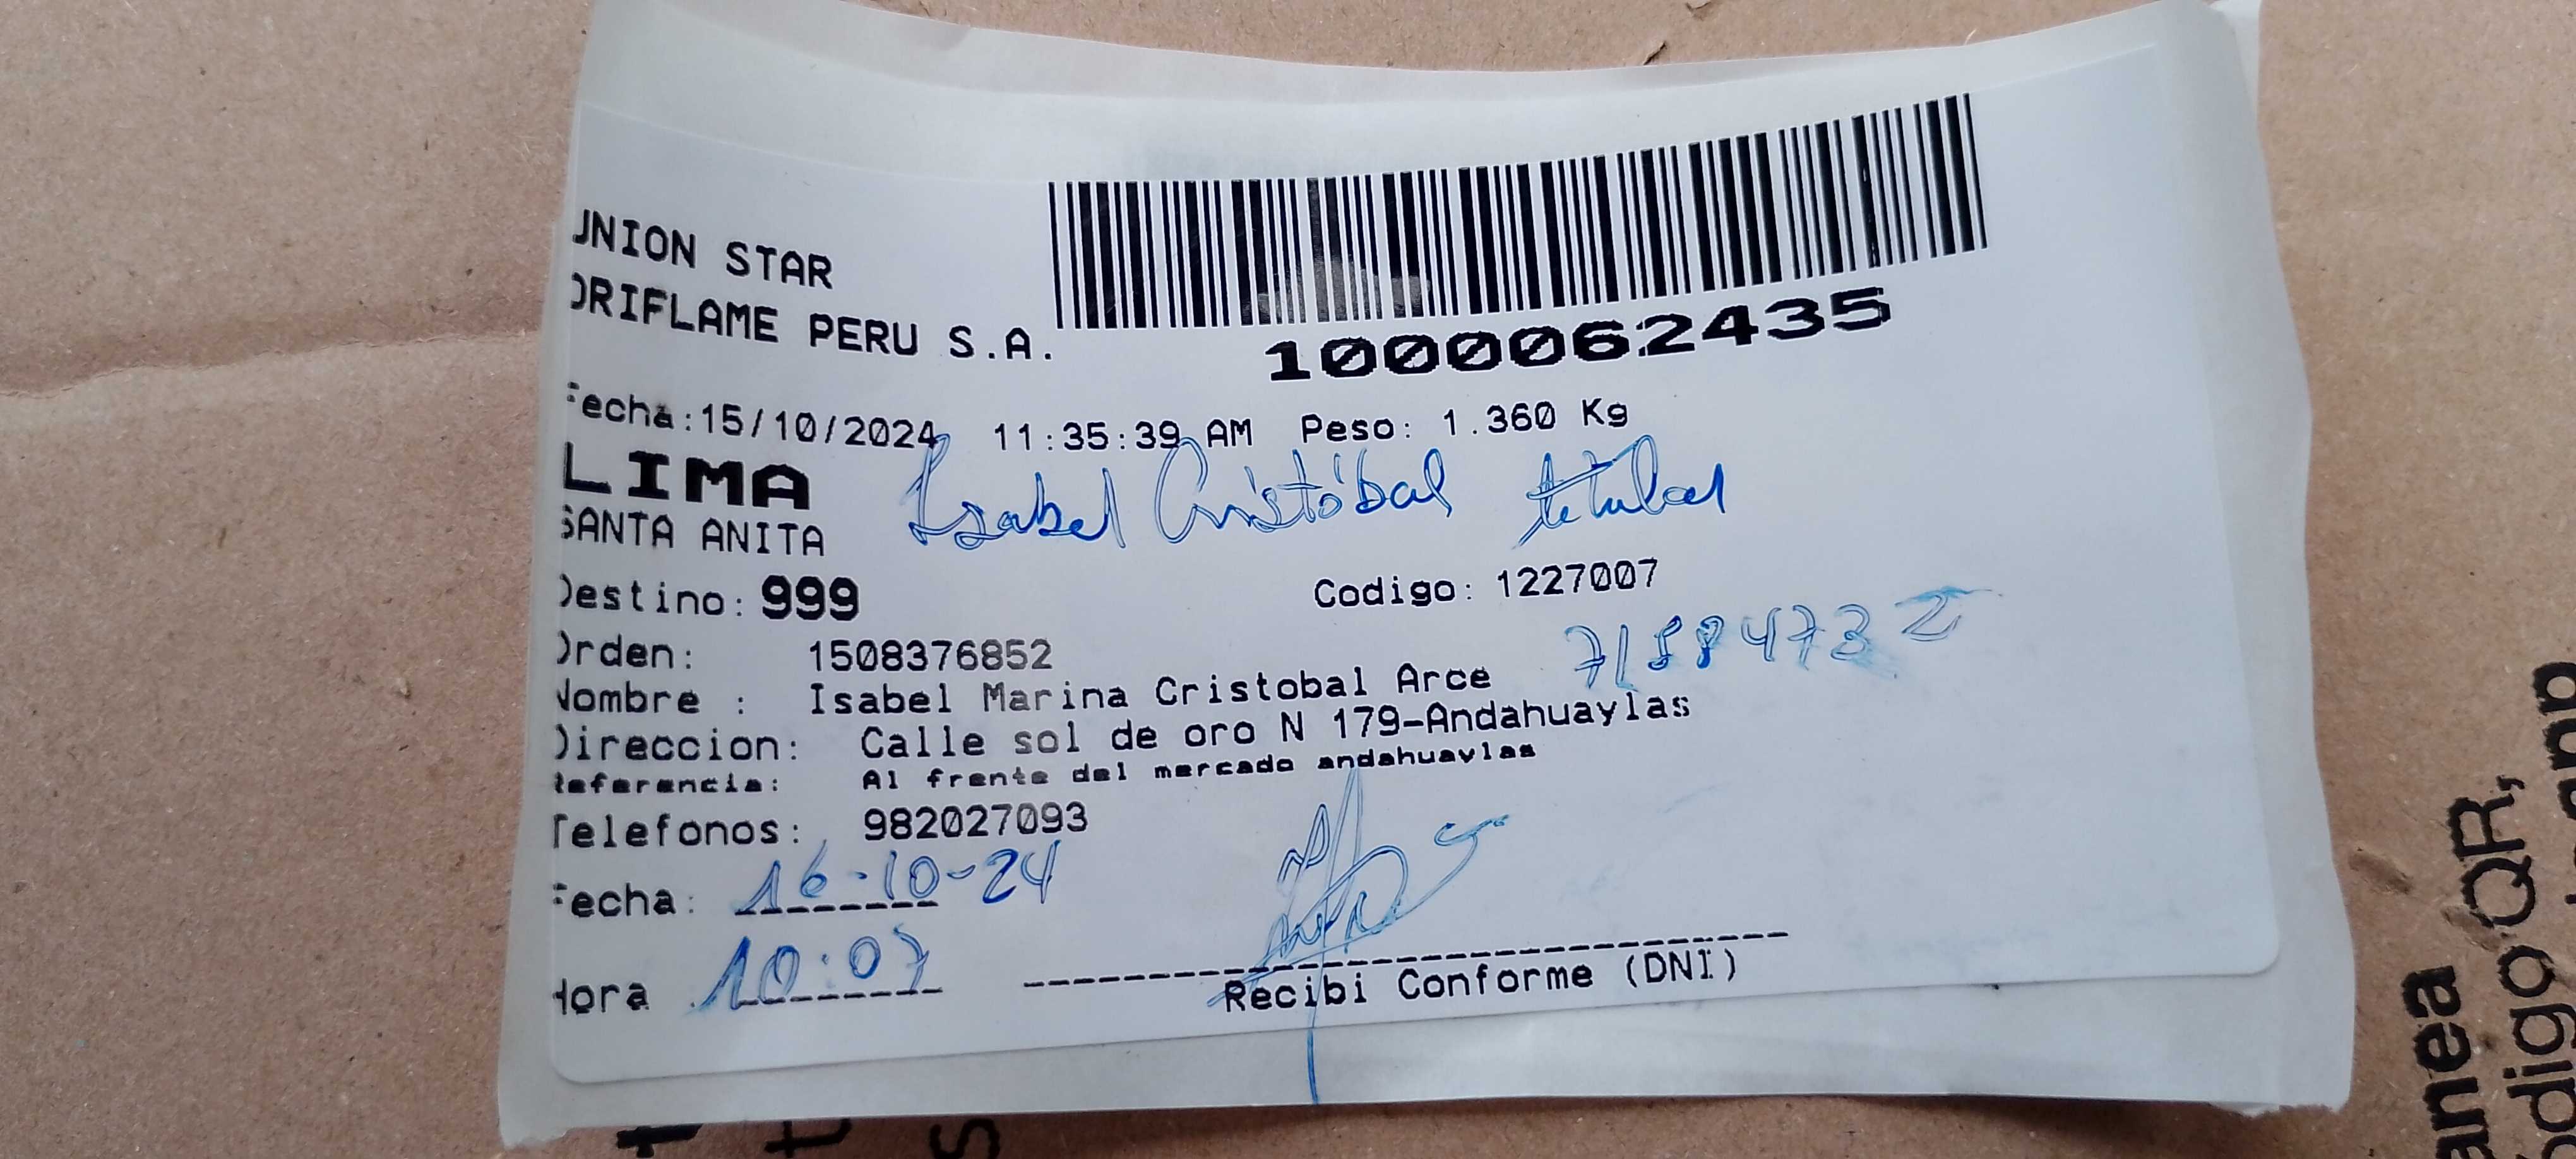 UNION STAR
ORIFLAME PERU S.A.
1000062435
Fecha:15/10/2024 11:35:39 AM Peso: 1.360 Kg
LIMA
Isabel Cristóbal titular
SANTA ANITA
Destino: 999 Codigo: 1227007
Orden: 1508376852
71584732
Nombre : Isabel Marina Cristobal Arce
Direccion: Calle sol de oro N 179-Andahuaylas
Referencia: Al frente del mercado andahuaylas
Telefonos: 982027093
Fecha: 16-10-24
Hora 10:07
Recibi Conforme (DNI)
anea
QR,